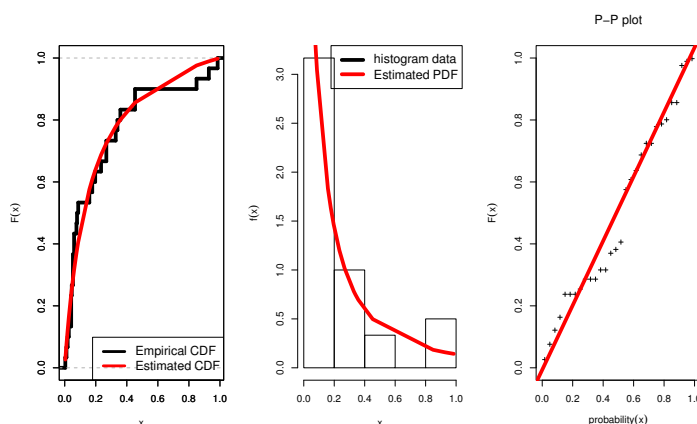 P-P plot
F(x)
1.0
0.8
0.6
0.4
0.2
0.0
Empirical CDF
Estimated CDF
0.0 0.2 0.4 0.6 0.8 1.0
f(x)
3.0
2.5
2.0
1.5
1.0
0.5
0.0
histogram data
Estimated PDF
0.0 0.2 0.4 0.6 0.8 1.0
F(x)
1.0
0.8
0.6
0.4
0.2
0.0
0.0 0.2 0.4 0.6 0.8 1.0
probability(x)